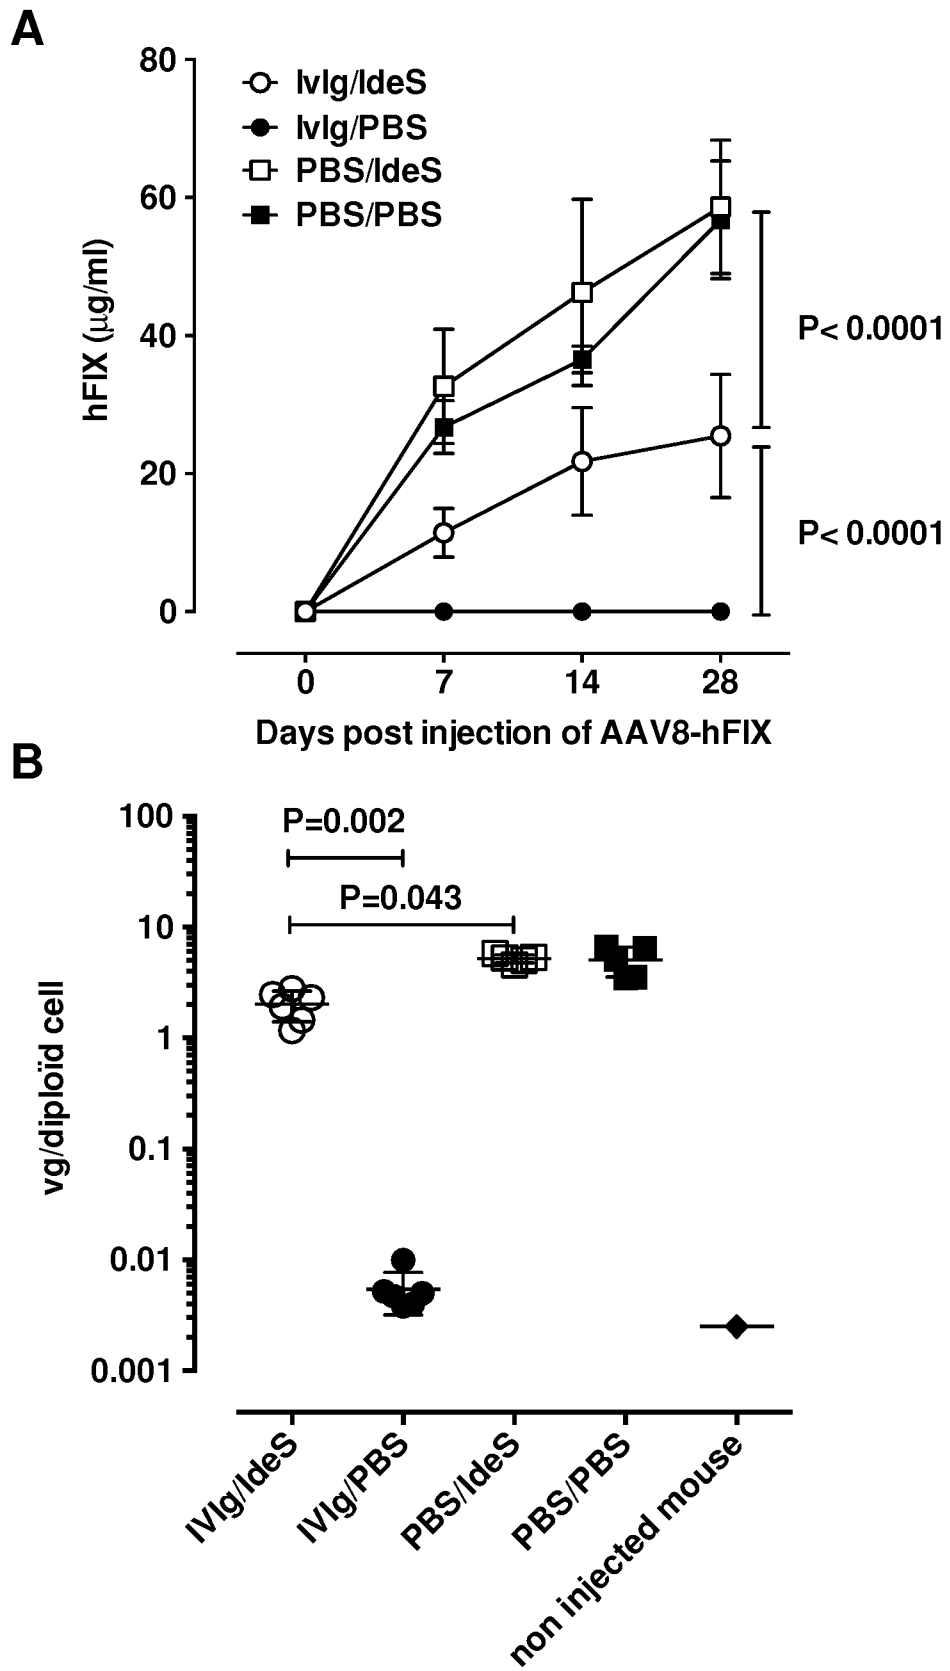 A
80
60
40
20
0
hFIX (μg/ml)
IvIg/IdeS
IvIg/PBS
PBS/IdeS
PBS/PBS
P< 0.0001
P< 0.0001
0 7 14 28
Days post injection of AAV8-hFIX
B
100
10
1
0.1
0.01
0.001
vg/diploïd cell
P=0.002
P=0.043
IVIg/IdeS
IVIg/PBS
PBS/IdeS
PBS/PBS
non injected mouse